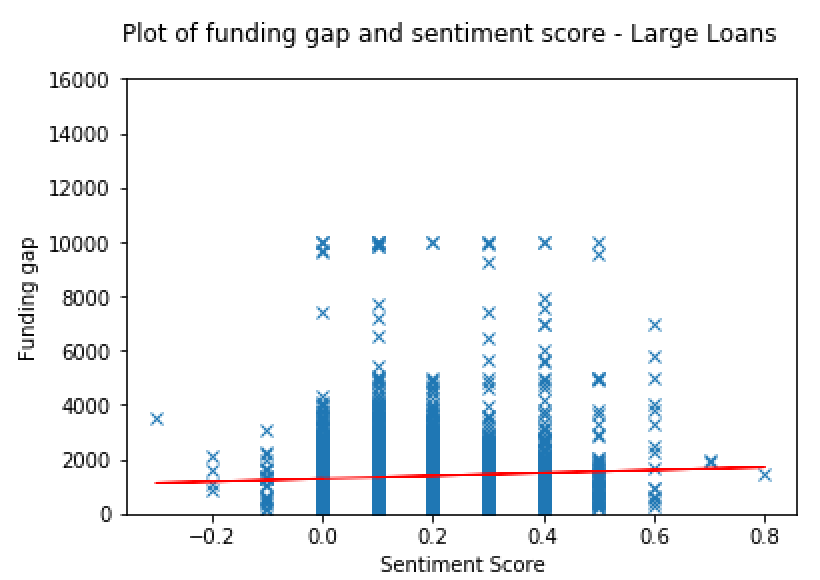 Plot of funding gap and sentiment score - Large Loans
16000
14000
12000
10000
8000
6000
4000
2000
0
Funding gap
−0.2 0.0 0.2 0.4 0.6 0.8
Sentiment Score